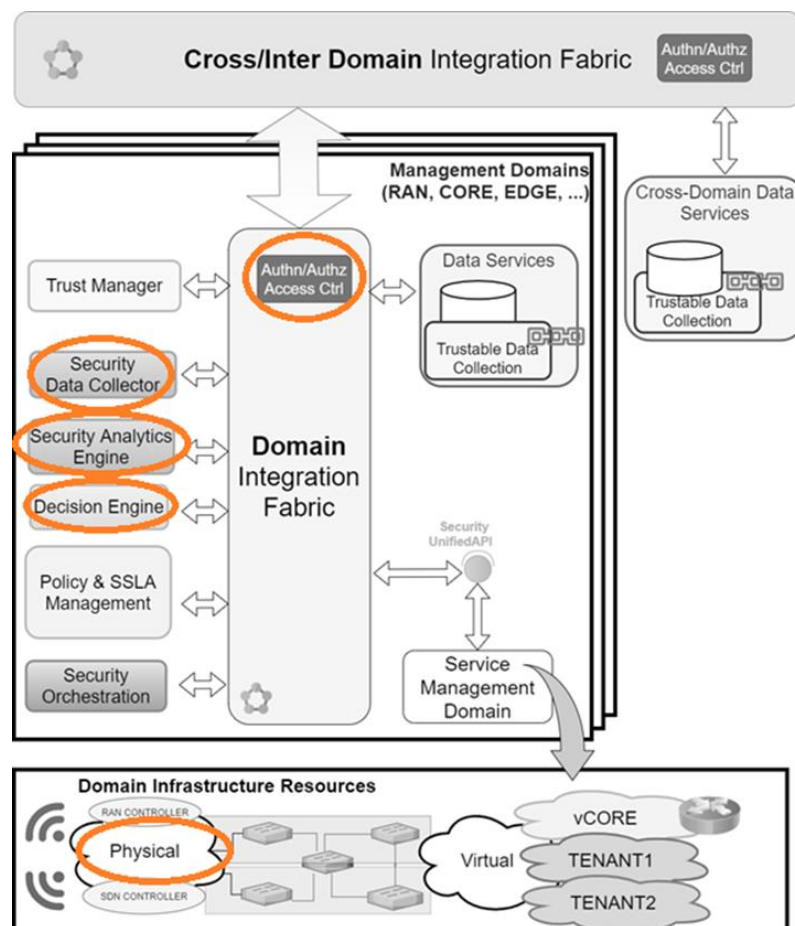 Cross/Inter Domain Integration Fabric
Authn/Authz
Access Ctrl
Management Domains
(RAN, CORE, EDGE, ...)
Cross-Domain Data
Services
Trustable Data
Collection
Trust Manager
Authn/Authz
Access Ctrl
Data Services
Trustable Data
Collection
Security
Data Collector
Security Analytics
Engine
Decision Engine
Domain
Integration
Fabric
Policy & SSLA
Management
Security
UnifiedAPI
Security
Orchestration
Service
Management
Domain
Domain Infrastructure Resources
RAN CONTROLLER
Physical
SDN CONTROLLER
Virtual
vCORE
TENANT1
TENANT2